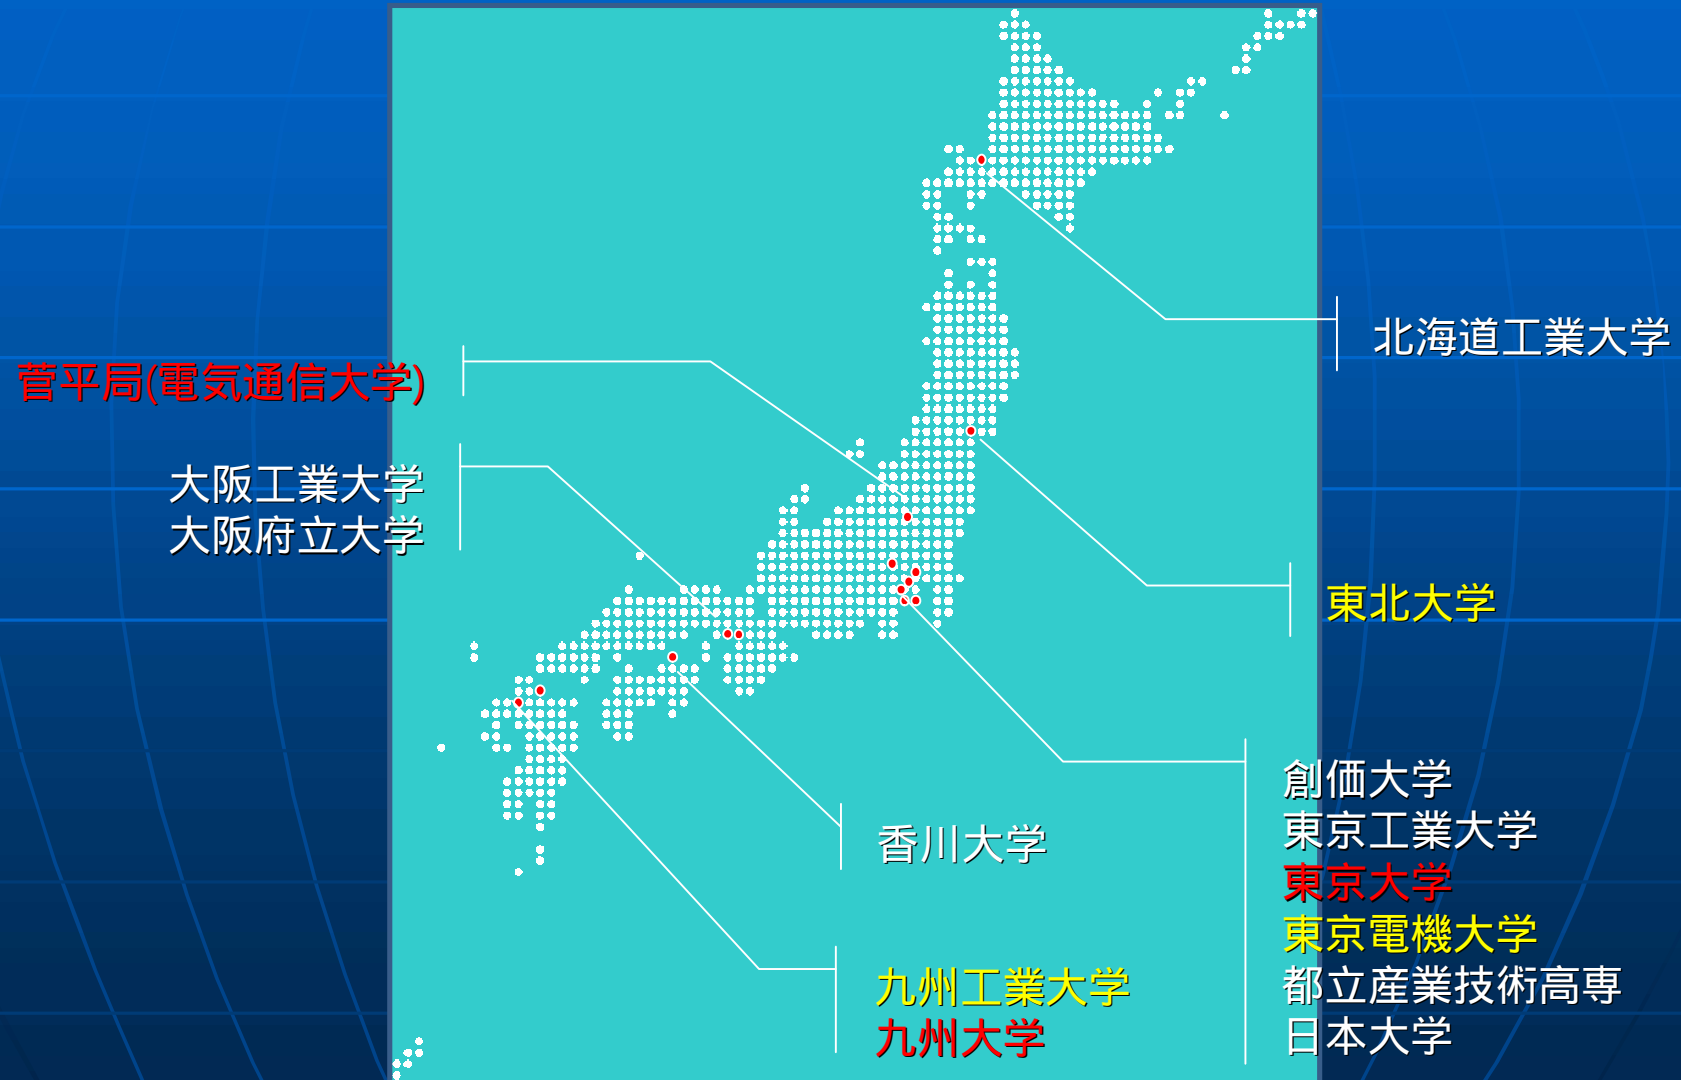 北海道工業大学
菅平局(電気通信大学)
大阪工業大学
大阪府立大学
東北大学
創価大学
東京工業大学
東京大学
東京電機大学
都立産業技術高専
日本大学
香川大学
九州工業大学
九州大学